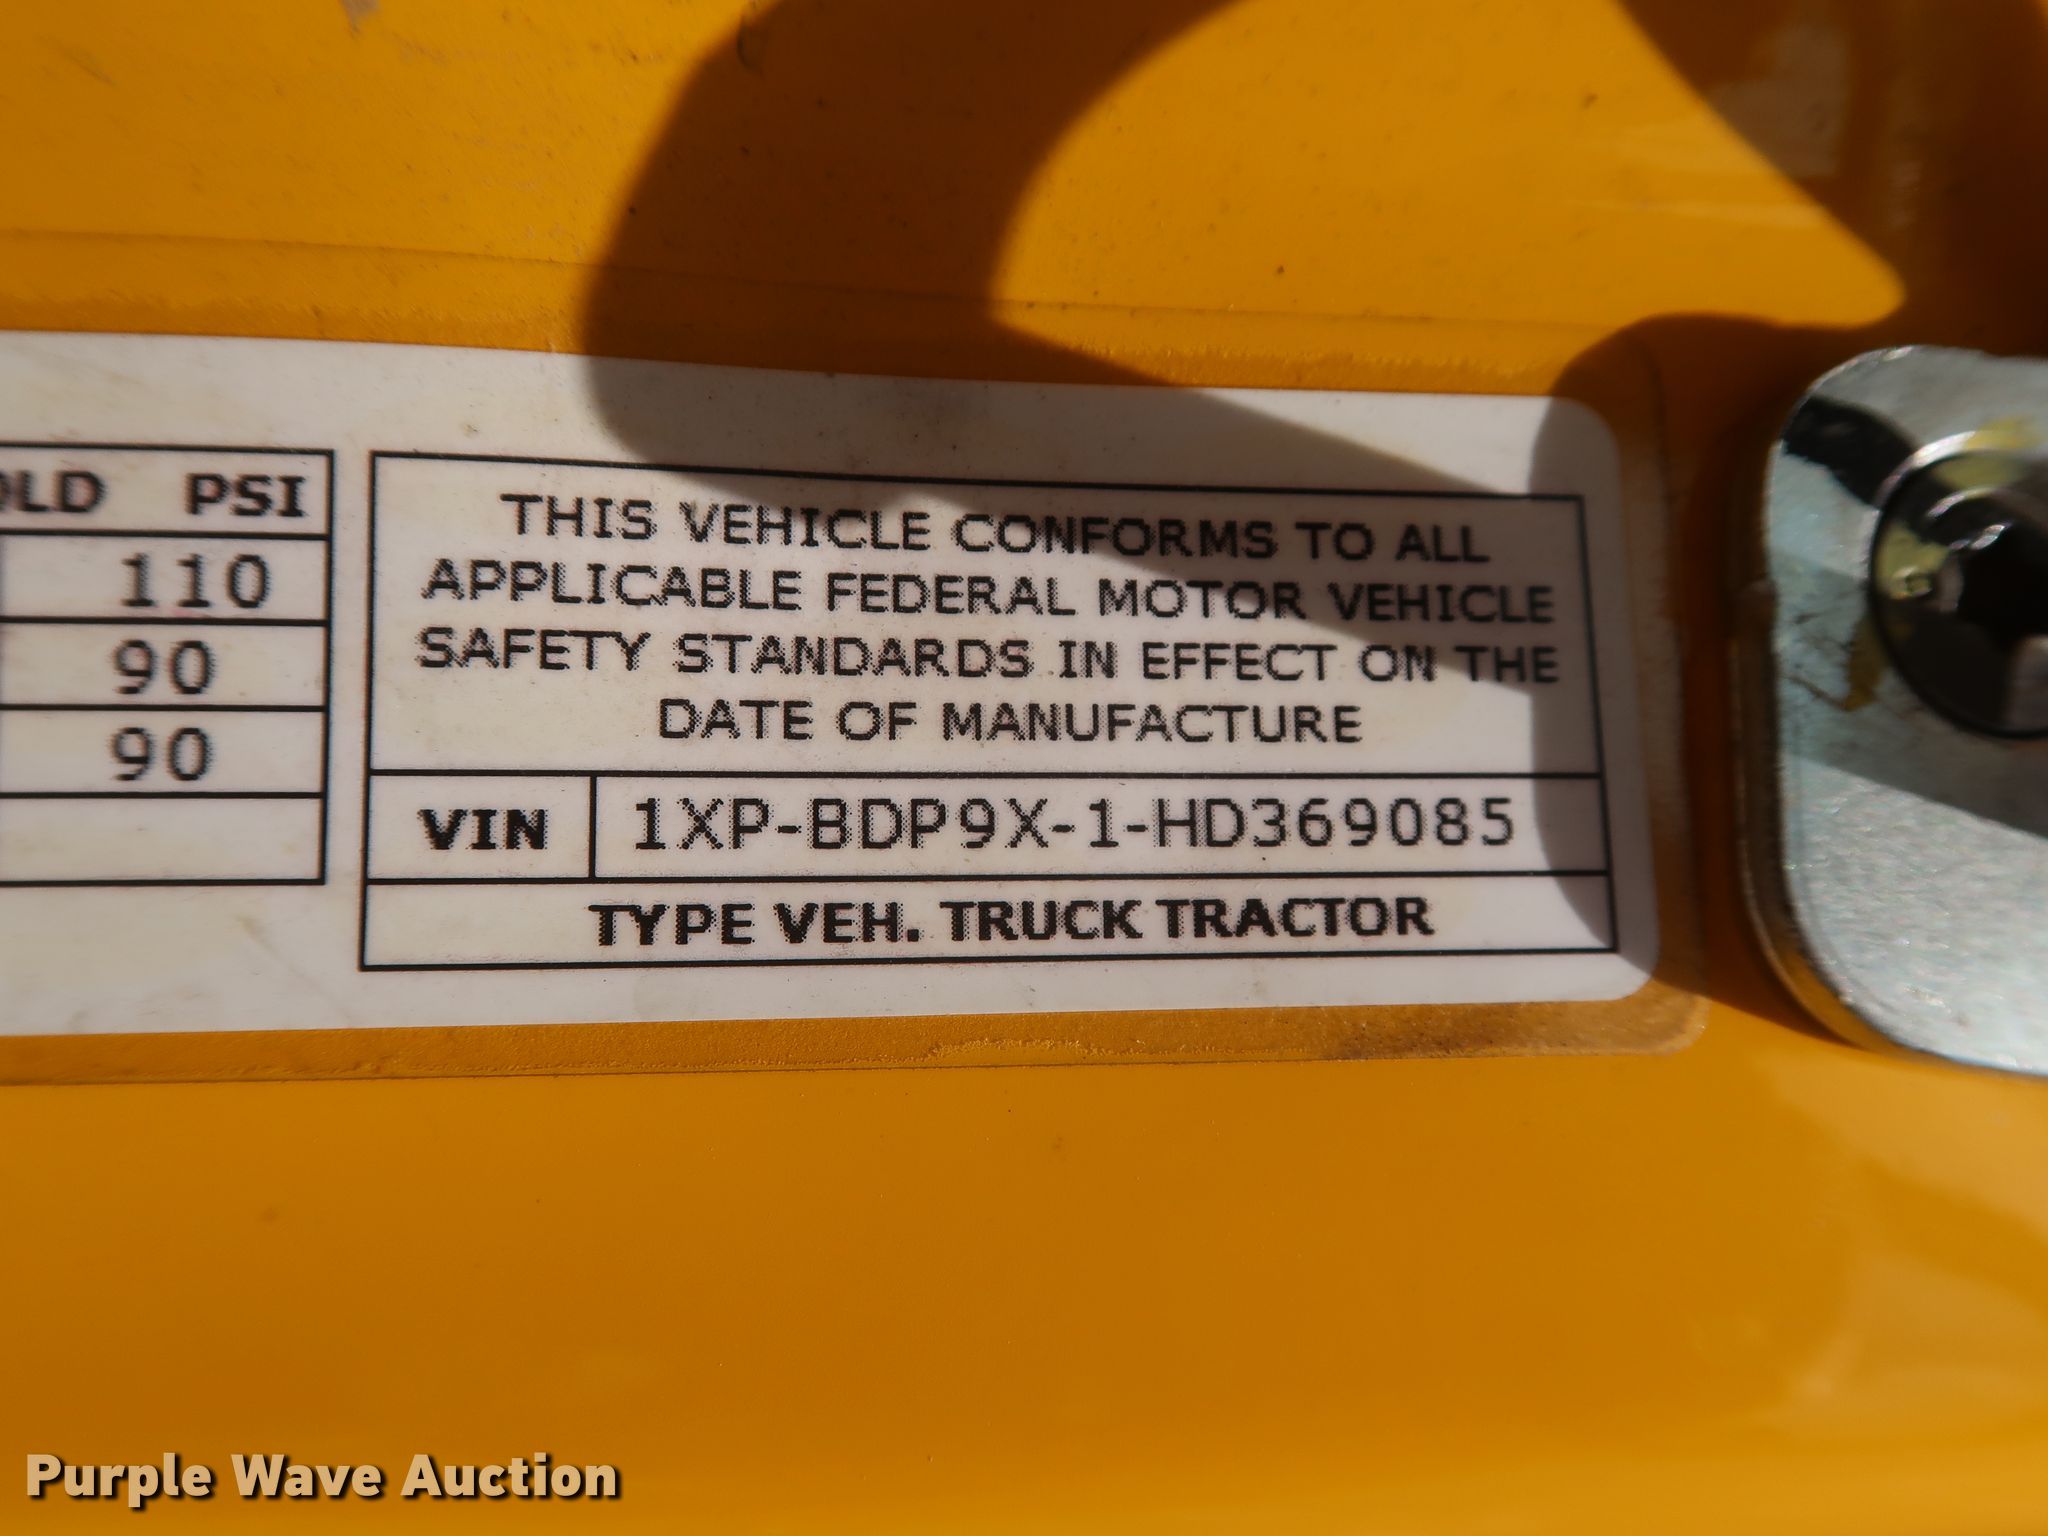 OLD PSI
110
90
90
THIS VEHICLE CONFORMS TO ALL
APPLICABLE FEDERAL MOTOR VEHICLE
SAFETY STANDARDS IN EFFECT ON THE
DATE OF MANUFACTURE
VIN 1XP-BDP9X-1-HD369085
TYPE VEH. TRUCK TRACTOR
Purple Wave Auction